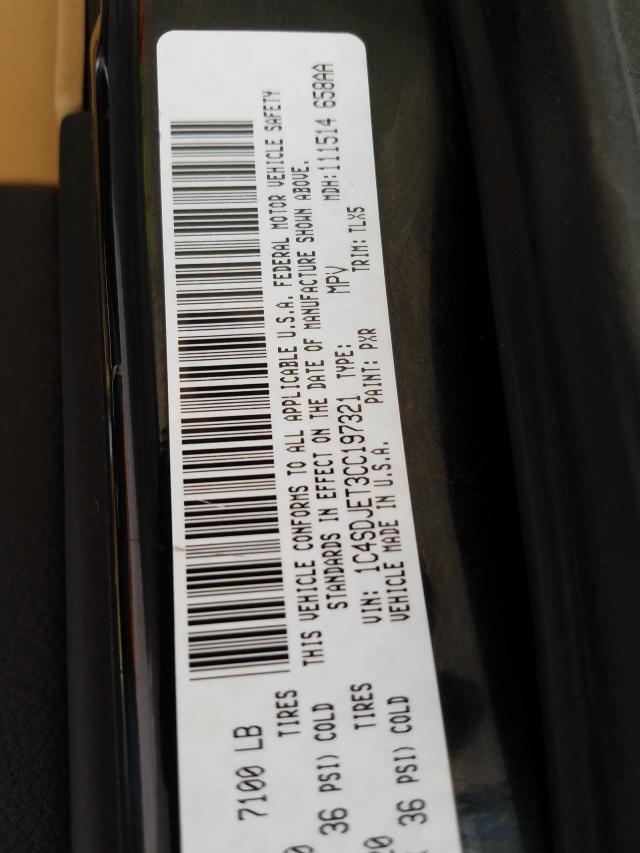 7100 LB
TIRES
36 PSI) COLD
TIRES
36 PSI) COLD
THIS VEHICLE CONFORMS TO ALL APPLICABLE U.S.A. FEDERAL MOTOR VEHICLE SAFETY
STANDARDS IN EFFECT ON THE DATE OF MANUFACTURE SHOWN ABOVE.
VIN: 1C4SDJET3CC197321 TYPE: MPV MDH:111514 658AA
VEHICLE MADE IN U.S.A. PAINT: PXR TRIM: TLX5